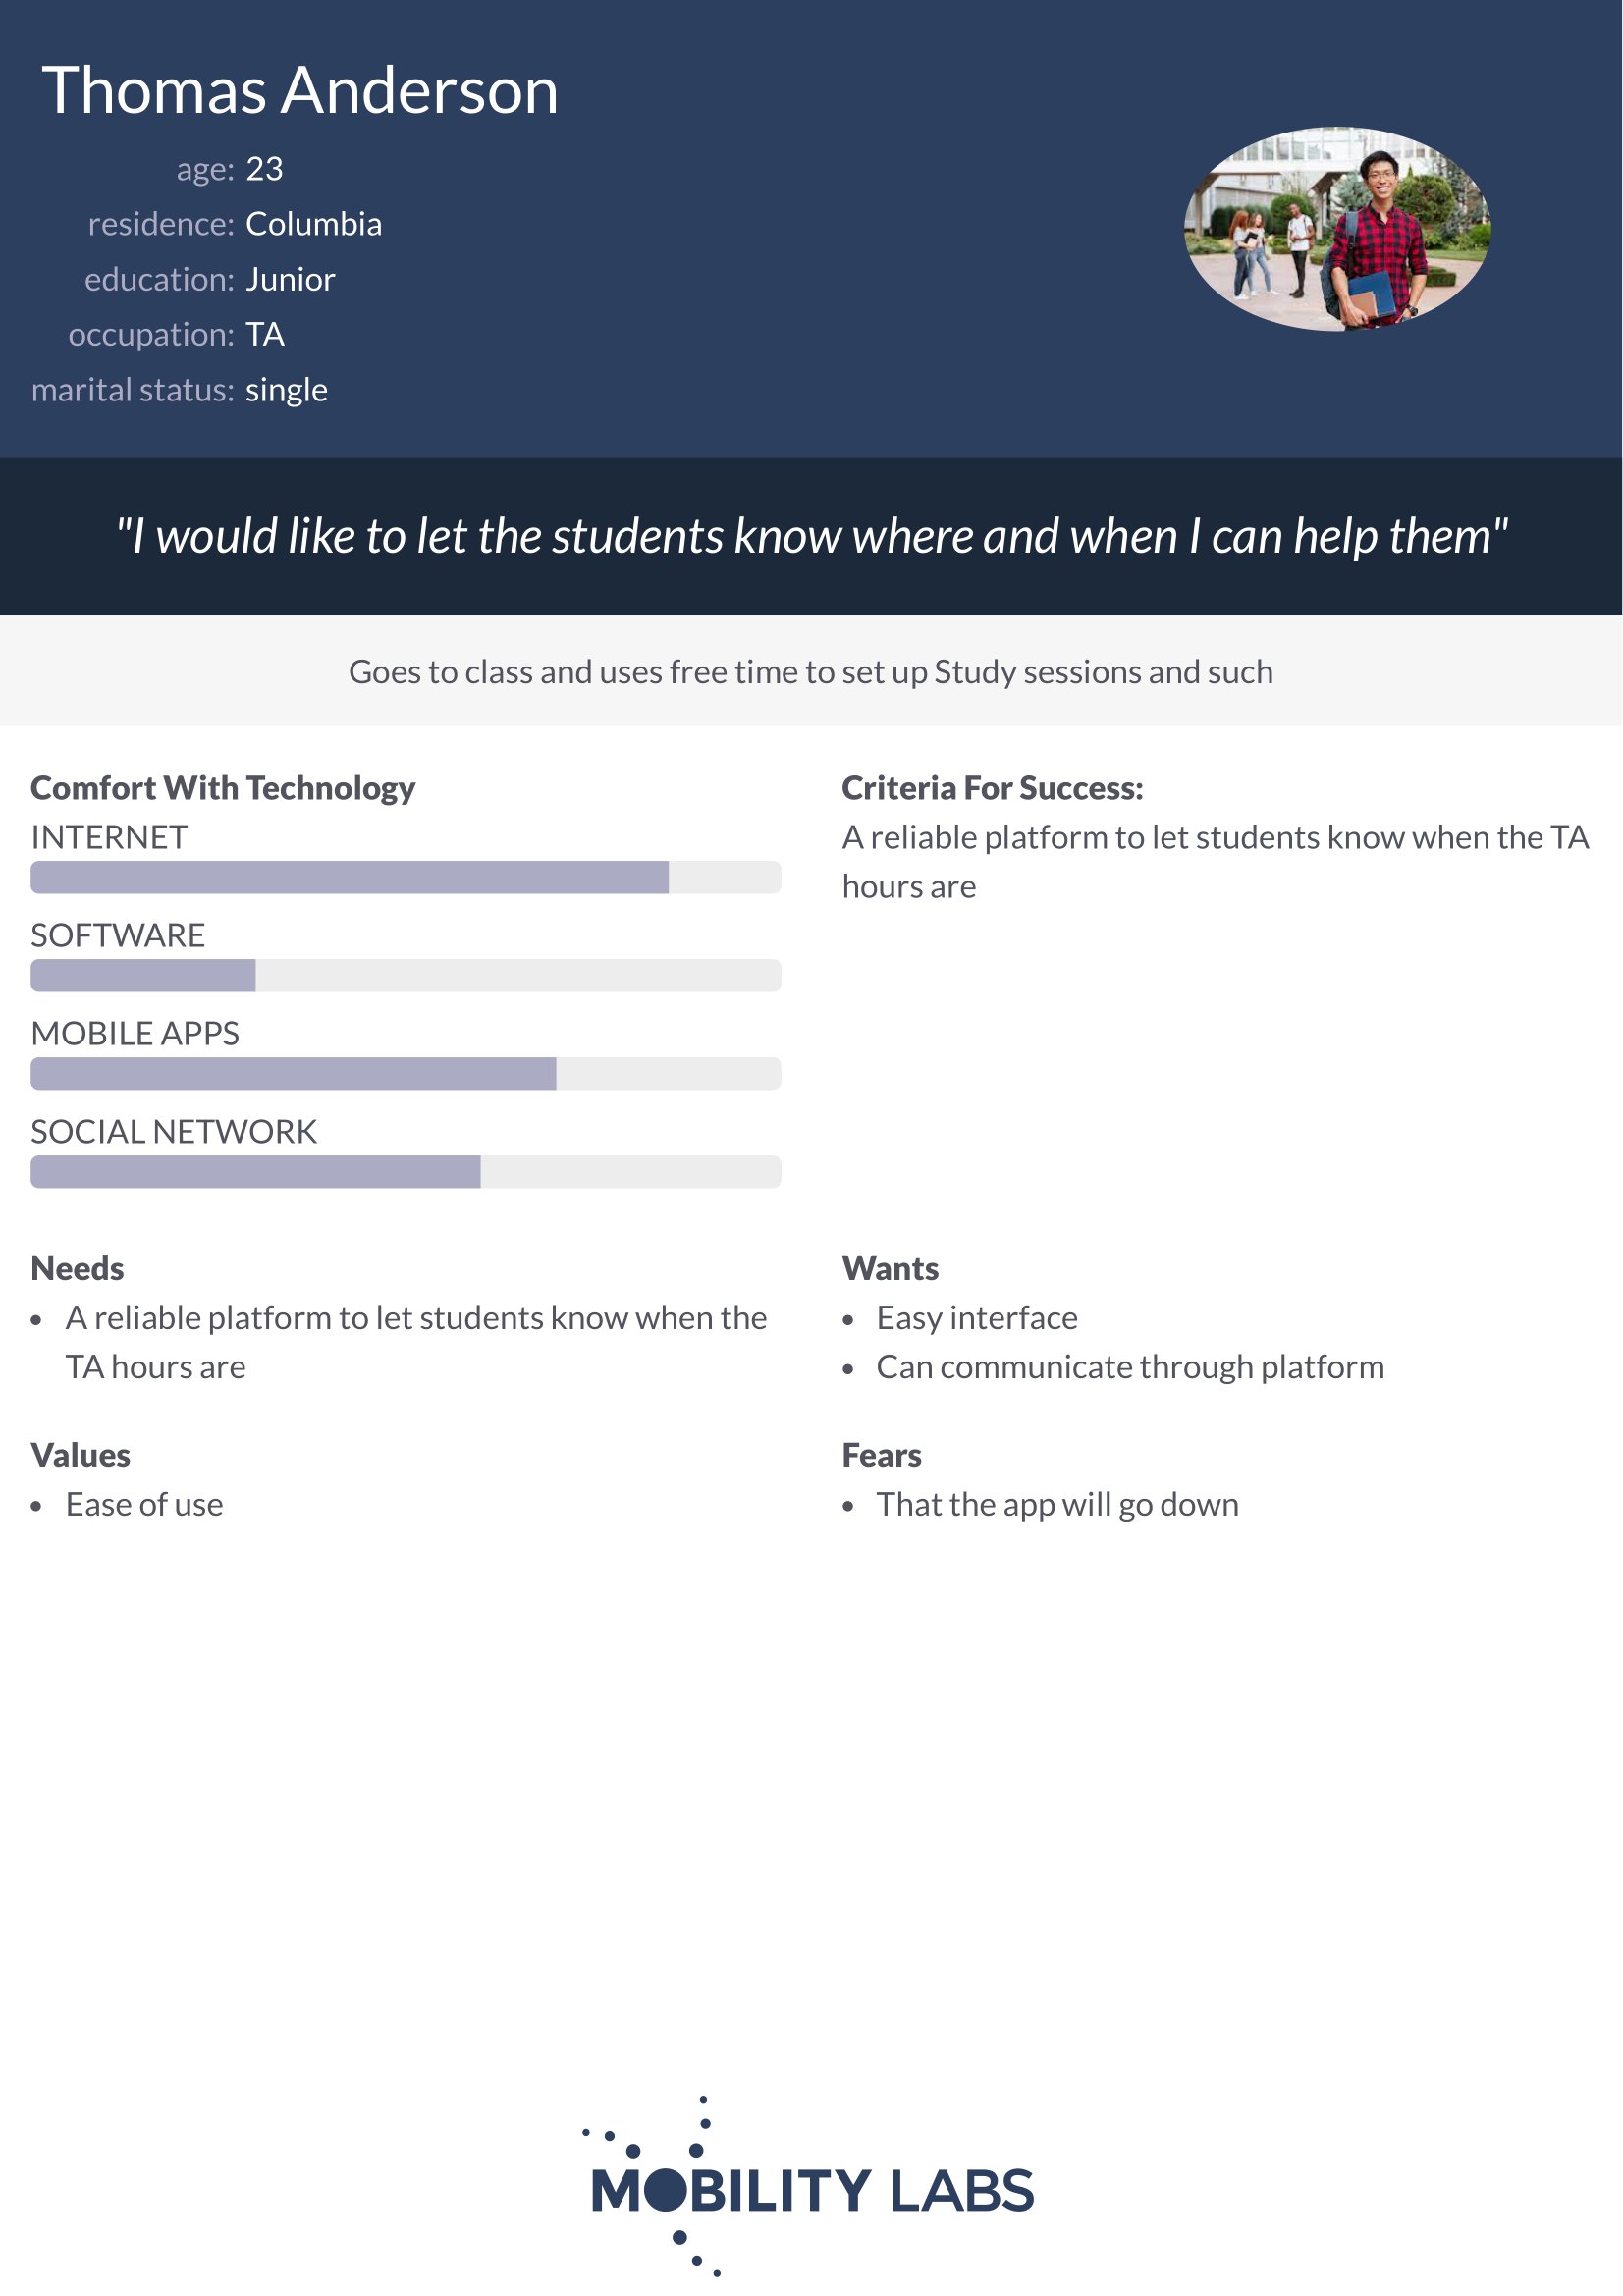 Thomas Anderson
age: 23
residence: Columbia
education: Junior
occupation: TA
marital status: single
"I would like to let the students know where and when I can help them"
Goes to class and uses free time to set up Study sessions and such
Comfort With Technology
INTERNET
SOFTWARE
MOBILE APPS
SOCIAL NETWORK
Criteria For Success:
A reliable platform to let students know when the TA
hours are
Needs
• A reliable platform to let students know when the
TA hours are
Wants
• Easy interface
• Can communicate through platform
Values
• Ease of use
Fears
• That the app will go down
MOBILITY LABS